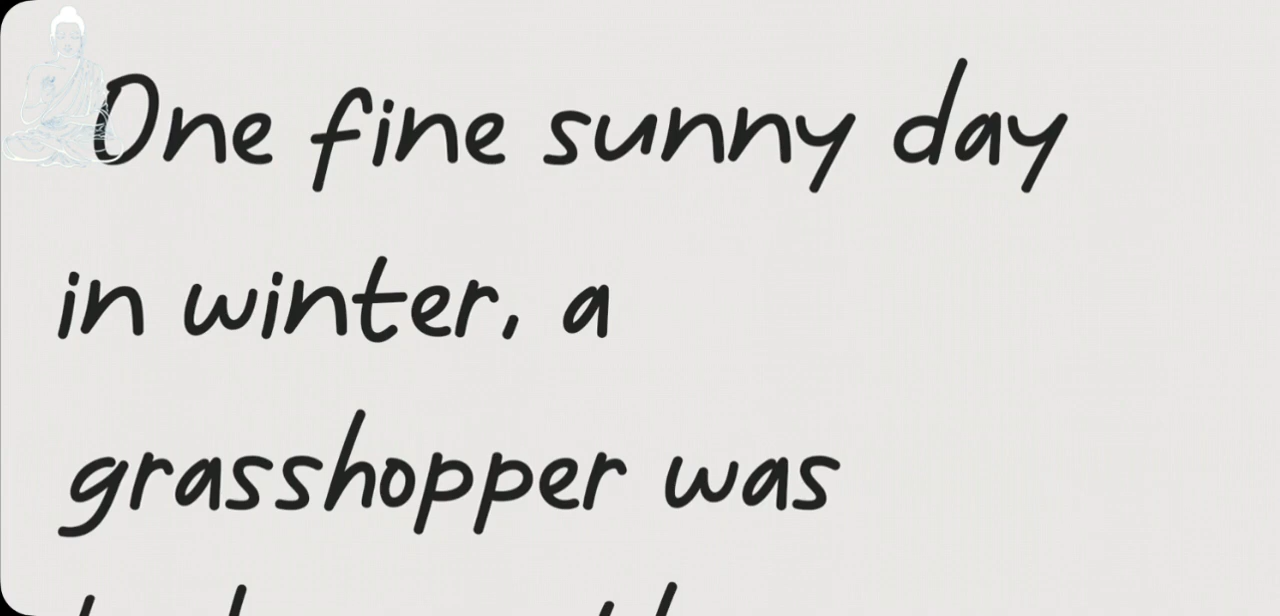 One fine sunny day
in winter, a
grasshopper was